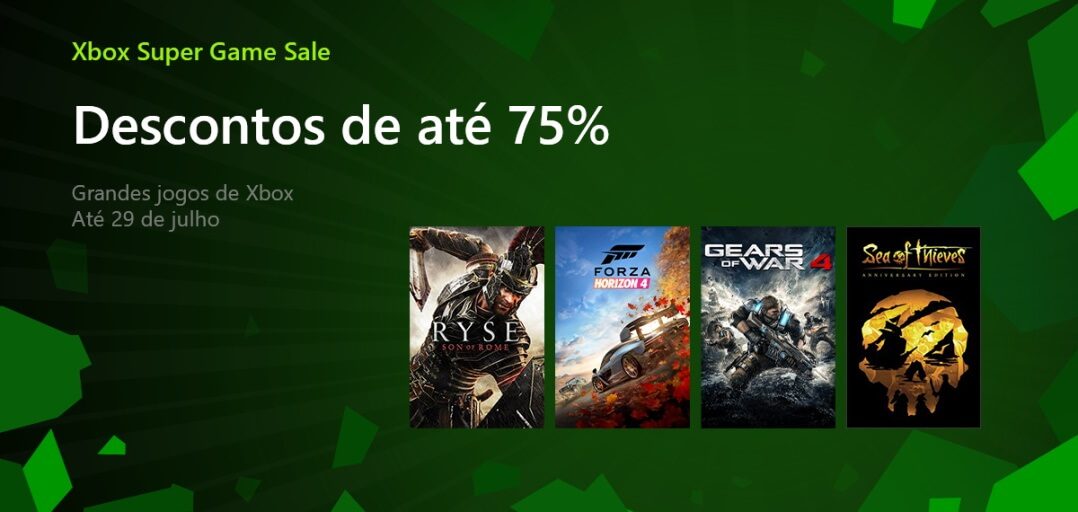 Xbox Super Game Sale
Descontos de até 75%
Grandes jogos de Xbox
Até 29 de julho
RYSE
SON OF ROME
FORZA
HORIZON 4
GEARS
OF WAR 4
Sea of Thieves
ANNIVERSARY EDITION